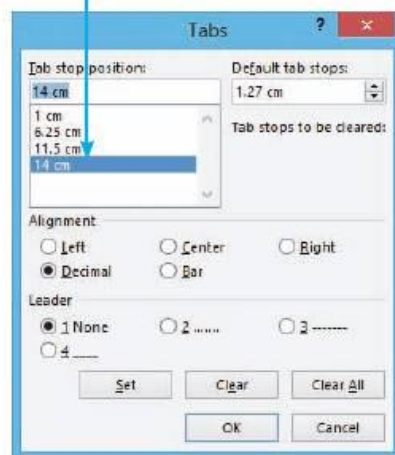 Tabs ? ×
Tab stop position: Default tab stops:
14 cm 1.27 cm
1 cm Tab stops to be cleared:
6.25 cm
11.5 cm
14 cm
Alignment
Left Center Right
Decimal Bar
Leader
1 None 2 ....... 3 -------
4 ____
Set Clear Clear All
OK Cancel